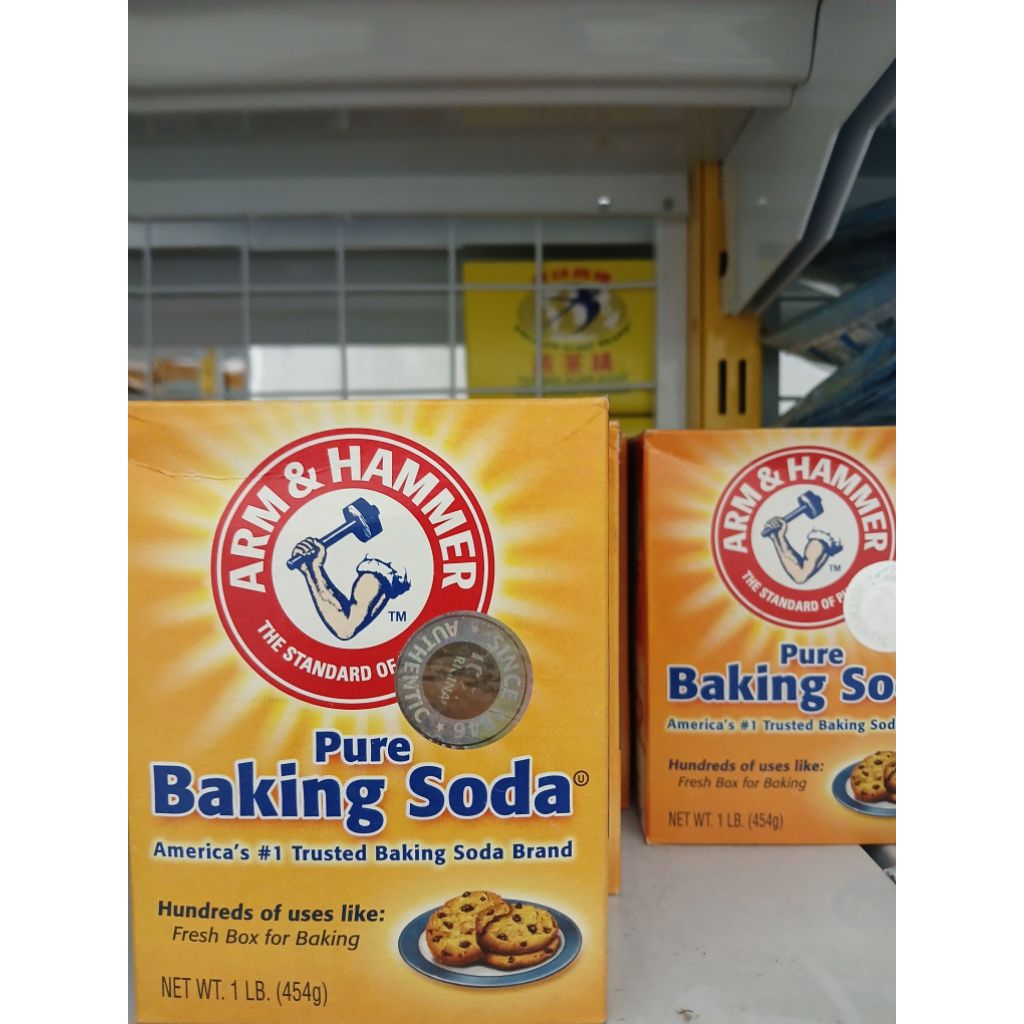 ARM & HAMMER
THE STANDARD OF
TM
AUTHENTIC ★ SINCE
Pure
Baking Soda
America's #1 Trusted Baking Soda Brand
Hundreds of uses like:
Fresh Box for Baking
NET WT. 1 LB. (454g)
ARM & HAMMER
THE STANDARD OF
TM
Pure
Baking So
America's #1 Trusted Baking Sod
Hundreds of uses like:
Fresh Box for Baking
NET WT. 1 LB. (454g)